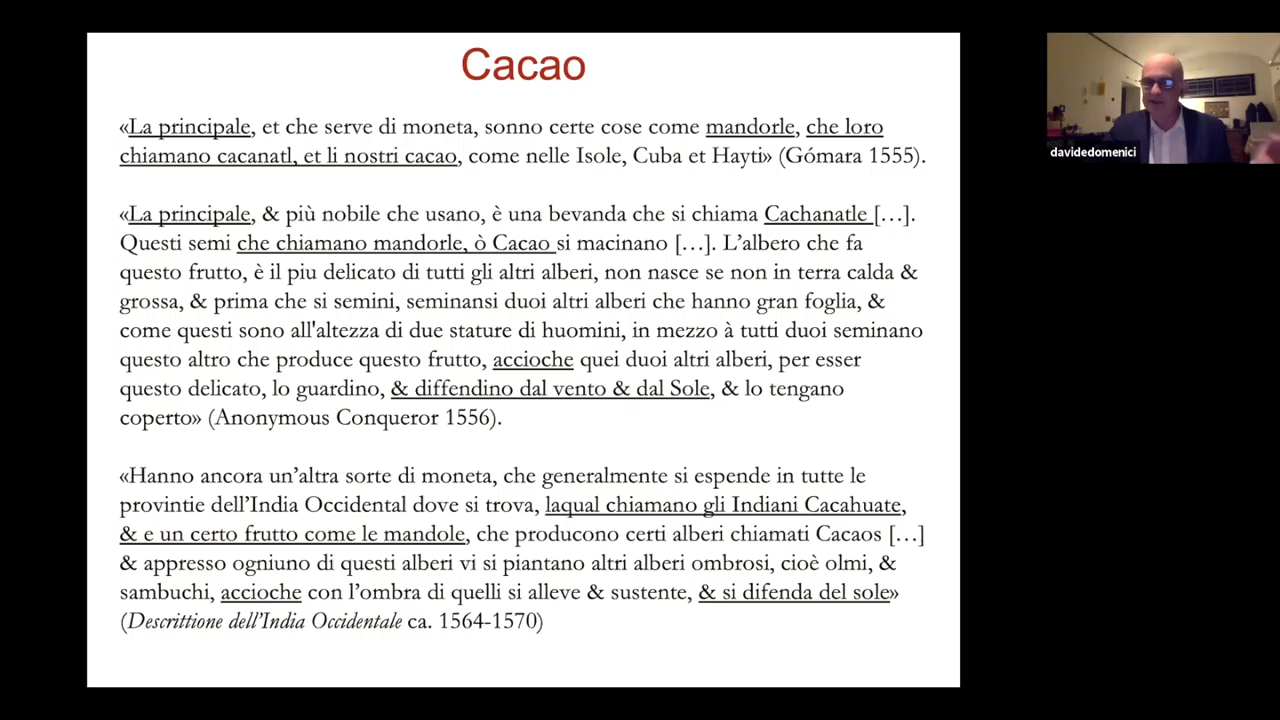 Cacao
«La principale, et che serve di moneta, sonno certe cose come mandorle, che loro
chiamano cacanatl, et li nostri cacao, come nelle Isole, Cuba et Hayti» (Gómara 1555).
«La principale, & più nobile che usano, è una bevanda che si chiama Cachanatle […].
Questi semi che chiamano mandorle, ò Cacao si macinano […]. L’albero che fa
questo frutto, è il piu delicato di tutti gli altri alberi, non nasce se non in terra calda &
grossa, & prima che si semini, seminansi duoi altri alberi che hanno gran foglia, &
come questi sono all'altezza di due stature di huomini, in mezzo à tutti duoi seminano
questo altro che produce questo frutto, accioche quei duoi altri alberi, per esser
questo delicato, lo guardino, & diffendino dal vento & dal Sole, & lo tengano
coperto» (Anonymous Conqueror 1556).
«Hanno ancora un’altra sorte di moneta, che generalmente si espende in tutte le
provintie dell’India Occidental dove si trova, laqual chiamano gli Indiani Cacahuate,
& e un certo frutto come le mandole, che producono certi alberi chiamati Cacaos […]
& appresso ogniuno di questi alberi vi si piantano altri alberi ombrosi, cioè olmi, &
sambuchi, accioche con l’ombra di quelli si alleve & sustente, & si difenda del sole»
(Descrittione dell’India Occidentale ca. 1564-1570)
davidedomenici